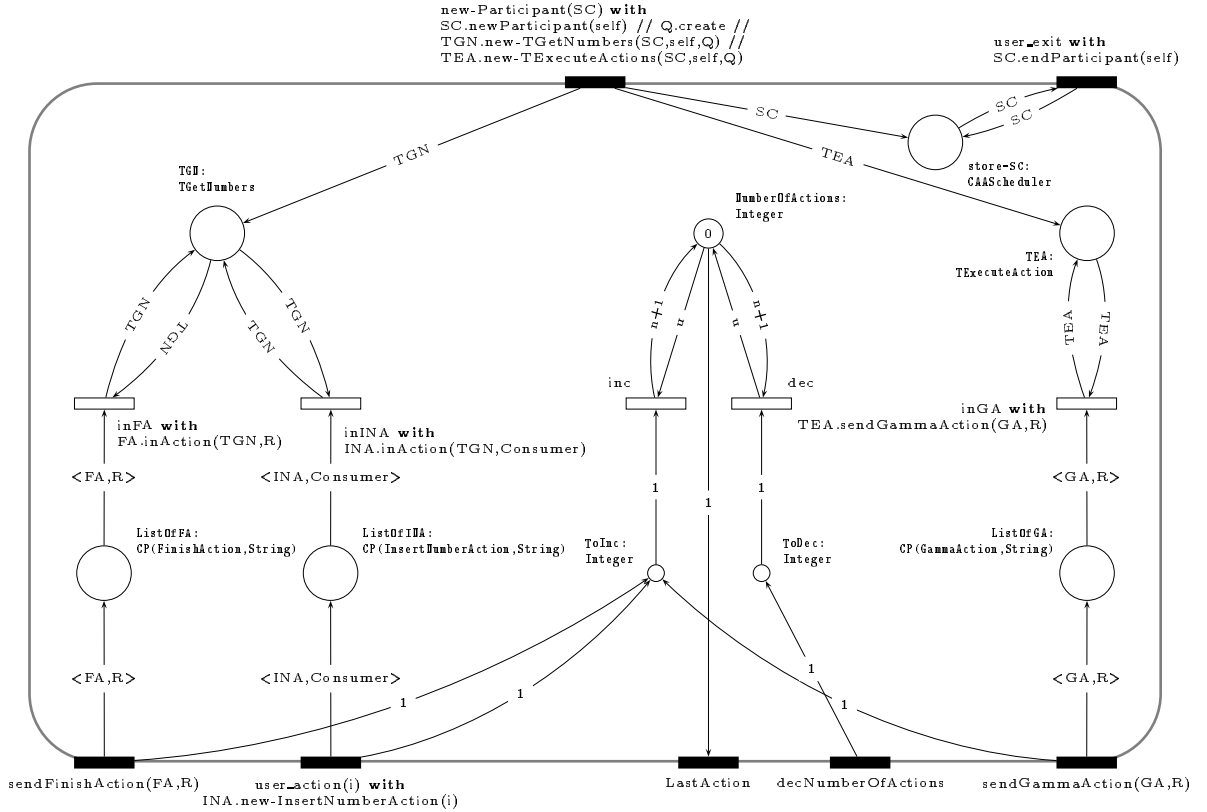 new-Participant(SC) with
SC.newParticipant(self) // Q.create //
TGN.new-TGetNumbers(SC,self,Q) //
TEA.new-TExecuteActions(SC,self,Q)
user_exit with
SC.endParticipant(self)
SC
SC
SC
TGN
TEA
TGN:
TGetNumbers
store-SC:
CAAScheduler
NumberOfActions:
Integer
0
TEA:
TExecuteAction
TGN
TGN
TGN
TGN
n+1
n
n
n+1
TEA
TEA
inc
dec
inFA with
FA.inAction(TGN,R)
inINA with
INA.inAction(TGN,Consumer)
inGA with
TEA.sendGammaAction(GA,R)
<FA,R>
<INA,Consumer>
1
1
1
<GA,R>
ListOfFA:
CP(FinishAction,String)
ListOfINA:
CP(InsertNumberAction,String)
ToInc:
Integer
ToDec:
Integer
ListOfGA:
CP(GammaAction,String)
<FA,R>
<INA,Consumer>
1
1
1
1
<GA,R>
sendFinishAction(FA,R)
user_action(i) with
INA.new-InsertNumberAction(i)
LastAction
decNumberOfActions
sendGammaAction(GA,R)